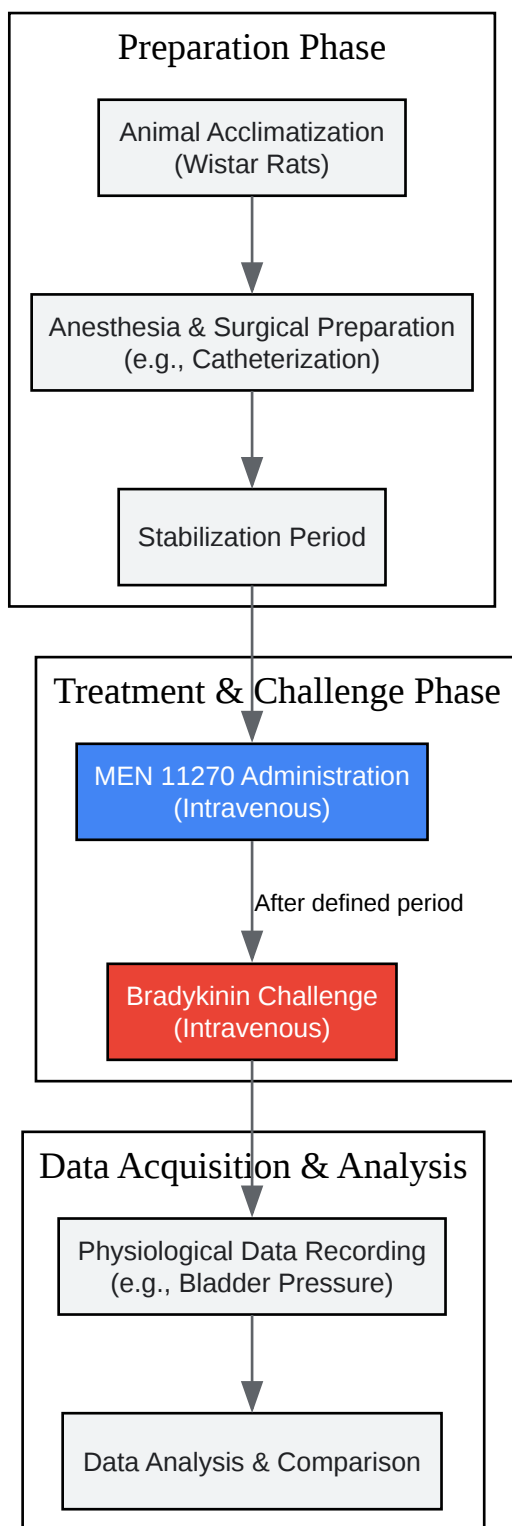 Preparation Phase
Animal Acclimatization
(Wistar Rats)
Anesthesia & Surgical Preparation
(e.g., Catheterization)
Stabilization Period
Treatment & Challenge Phase
MEN 11270 Administration
(Intravenous)
After defined period
Bradykinin Challenge
(Intravenous)
Data Acquisition & Analysis
Physiological Data Recording
(e.g., Bladder Pressure)
Data Analysis & Comparison